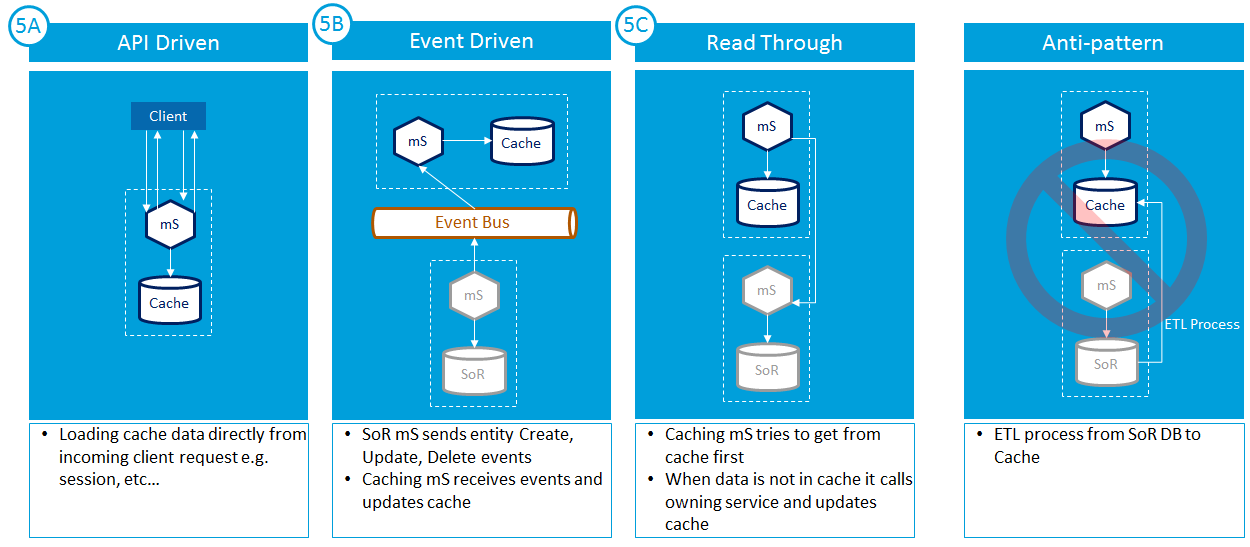 5A
API Driven
Client
mS
Cache
• Loading cache data directly from
incoming client request e.g.
session, etc...
5B
Event Driven
mS
Cache
Event Bus
mS
SoR
• SoR mS sends entity Create,
Update, Delete events
• Caching mS receives events and
updates cache
5C
Read Through
mS
Cache
mS
SoR
• Caching mS tries to get from
cache first
• When data is not in cache it calls
owning service and updates
cache
Anti-pattern
mS
Cache
mS
ETL Process
SoR
• ETL process from SoR DB to
Cache